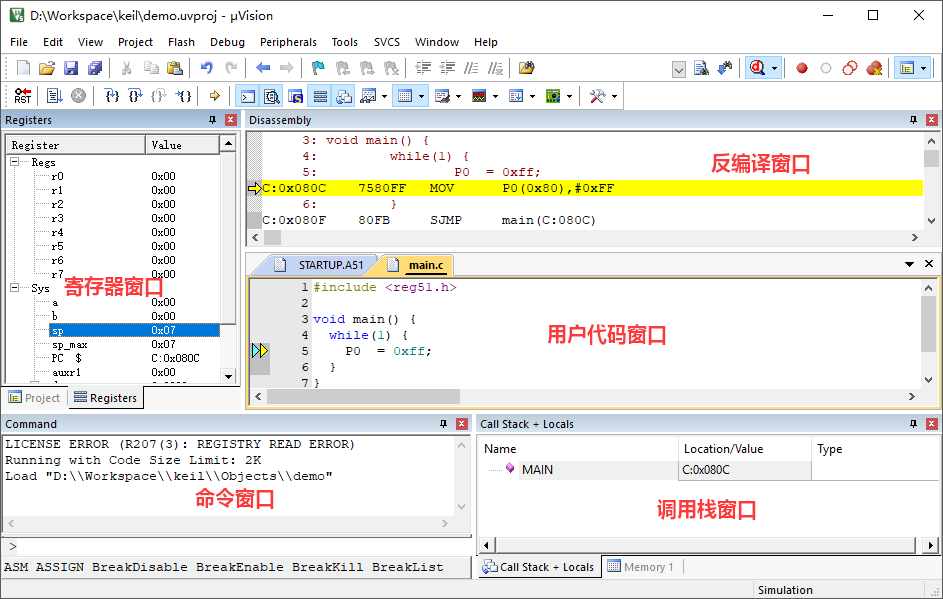 D:\Workspace\keil\demo.uvproj - µVision
File Edit View Project Flash Debug Peripherals Tools SVCS Window Help
RST
Registers
Register Value
Regs
r0 0x00
r1 0x00
r2 0x00
r3 0x00
r4 0x00
r5 0x00
r6 0x00
r7 0x00
寄存器窗口
Sys
a 0x00
b 0x00
sp 0x07
sp_max 0x07
PC $ C:0x080C
auxr1 0x00
Project Registers
Disassembly
3: void main() {
4: while(1) {
5: P0 = 0xff;
C:0x080C 7580FF MOV P0(0x80),#0xFF
6: }
C:0x080F 80FB SJMP main(C:080C)
反编译窗口
STARTUP.A51 main.c
1 #include <reg51.h>
2
3 void main() {
4 while(1) {
5 P0 = 0xff;
6 }
7 }
用户代码窗口
Command
LICENSE ERROR (R207(3): REGISTRY READ ERROR)
Running with Code Size Limit: 2K
Load "D:\\Workspace\\keil\\Objects\\demo"
命令窗口
>
ASM ASSIGN BreakDisable BreakEnable BreakKill BreakList
Call Stack + Locals
Name Location/Value Type
MAIN C:0x080C
调用栈窗口
Call Stack + Locals Memory 1
Simulation